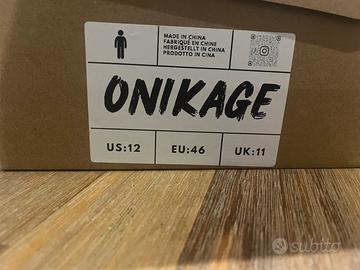 MADE IN CHINA
FABRIQUÉ EN CHINE
HERGESTELLT IN CHINA
PRODOTTO IN CINA
ONIKAGE
US:12
EU:46
UK:11
subito